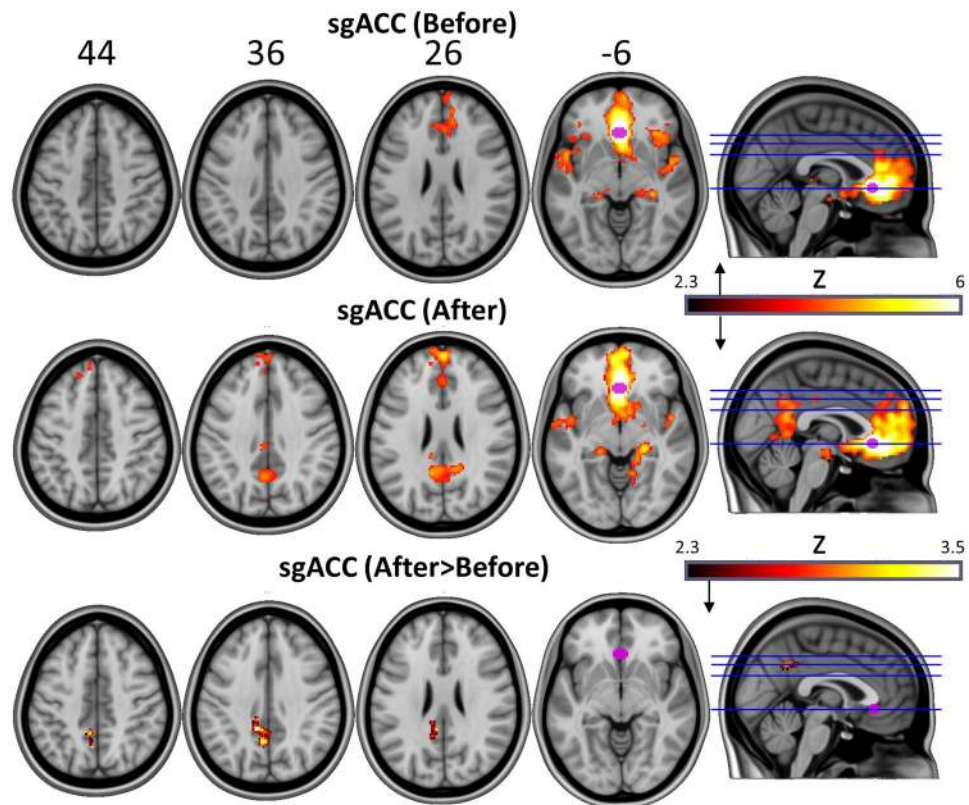 sgACC (Before)
44 36 26 -6
2.3 Z 6
sgACC (After)
2.3 Z 3.5
sgACC (After>Before)